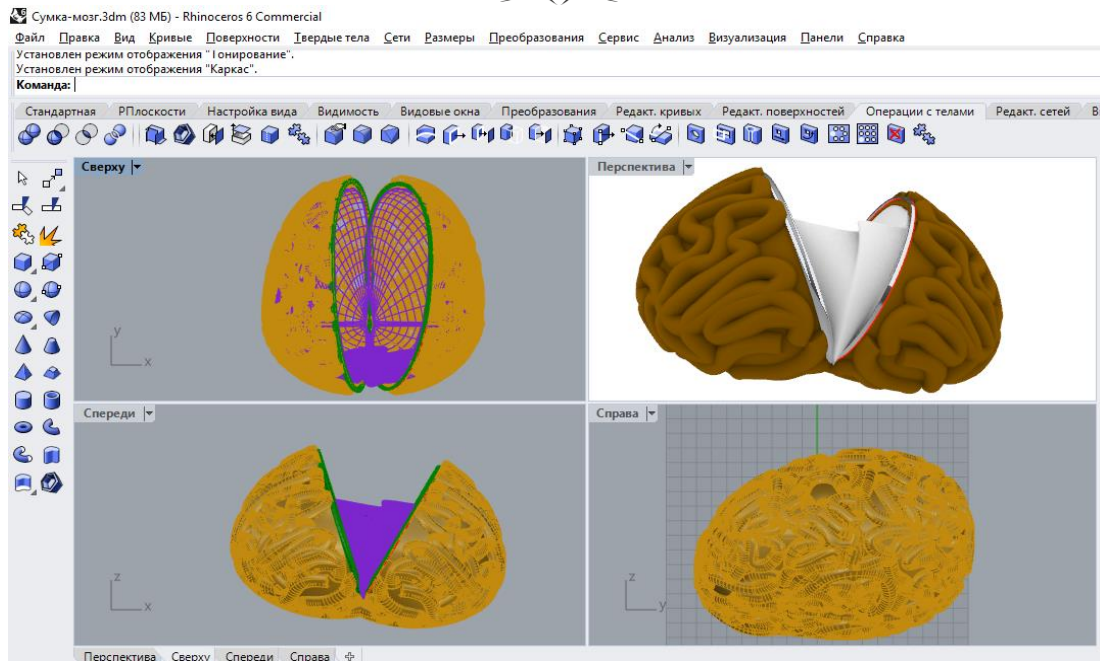 Сумка-мозг.3dm (83 МБ) - Rhinoceros 6 Commercial
Файл Правка Вид Кривые Поверхности Твердые тела Сети Размеры Преобразования Сервис Анализ Визуализация Панели Справка
Установлен режим отображения "Тонирование".
Установлен режим отображения "Каркас".
Команда:
Стандартная РПлоскости Настройка вида Видимость Видовые окна Преобразования Редакт. кривых Редакт. поверхностей Операции с телами Редакт. сетей
Сверху
Перспектива
y
x
Спереди
Справа
z
x
z
y
Перспектива Сверху Спереди Справа